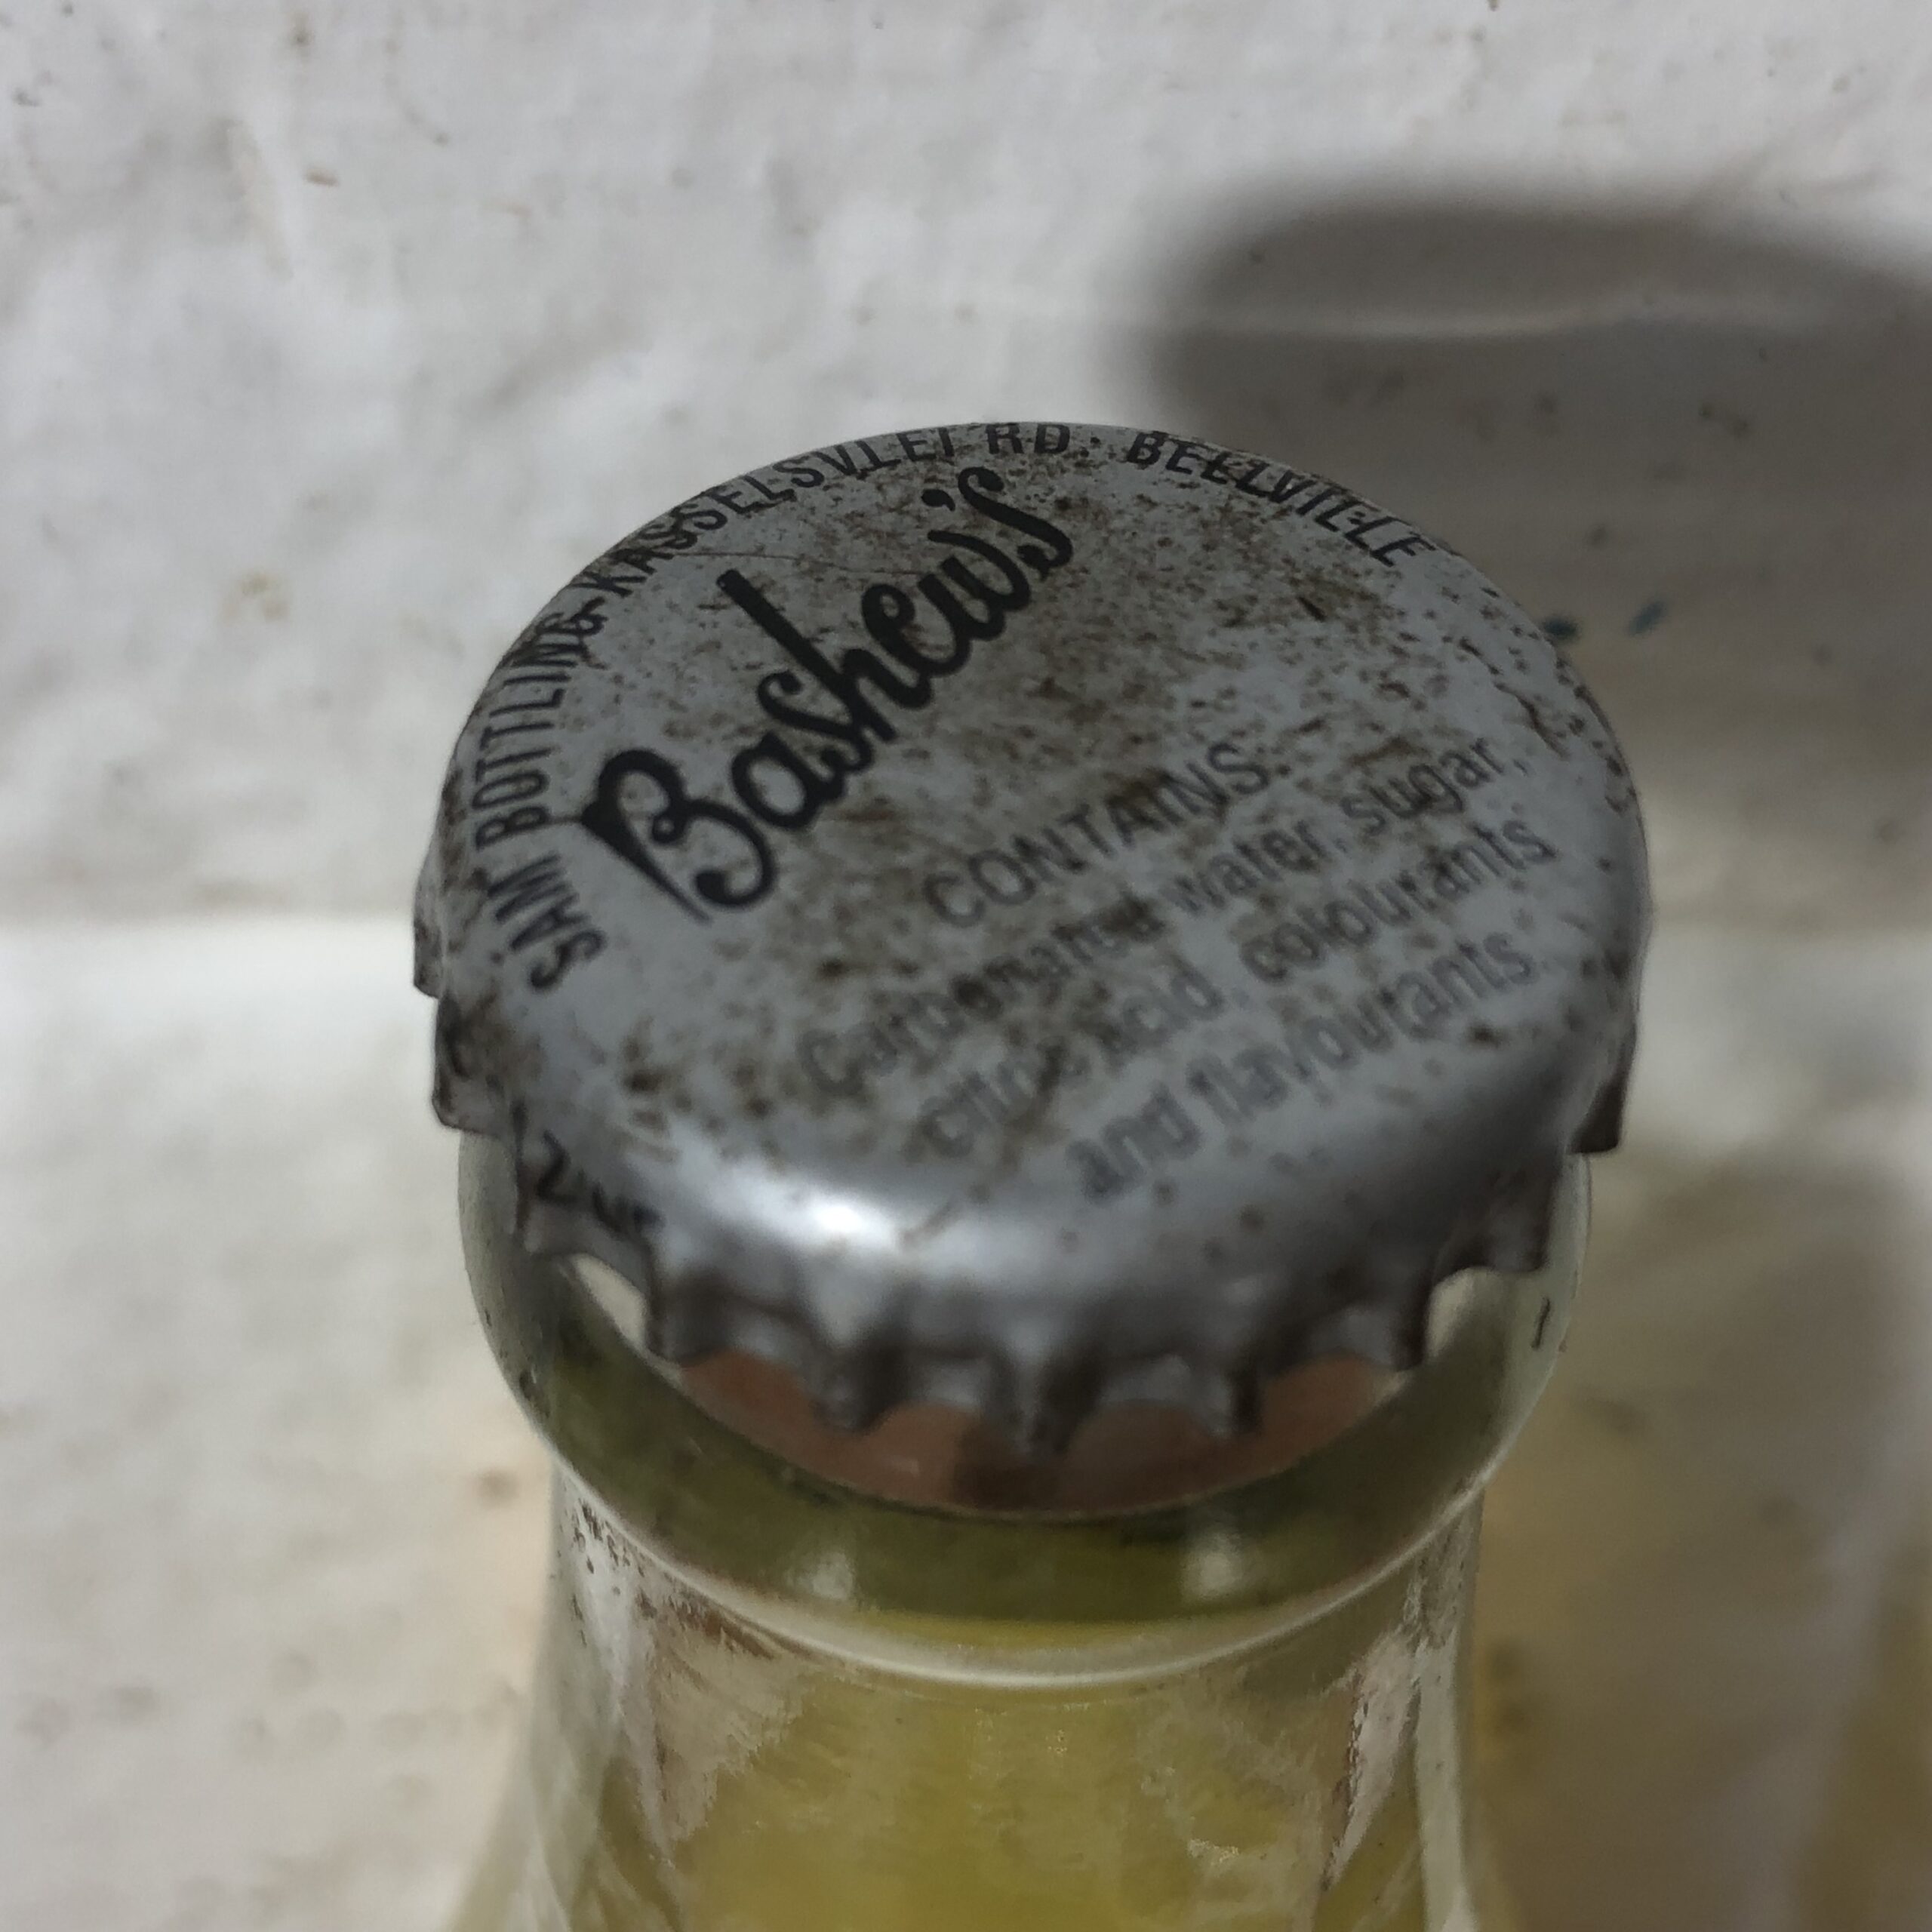 SAM BOTTLING, KASSELSVLEI RD. BELLVILLE
Bashew's
CONTAINS
Carbonated water, sugar,
citric acid, colourants
and flavourants